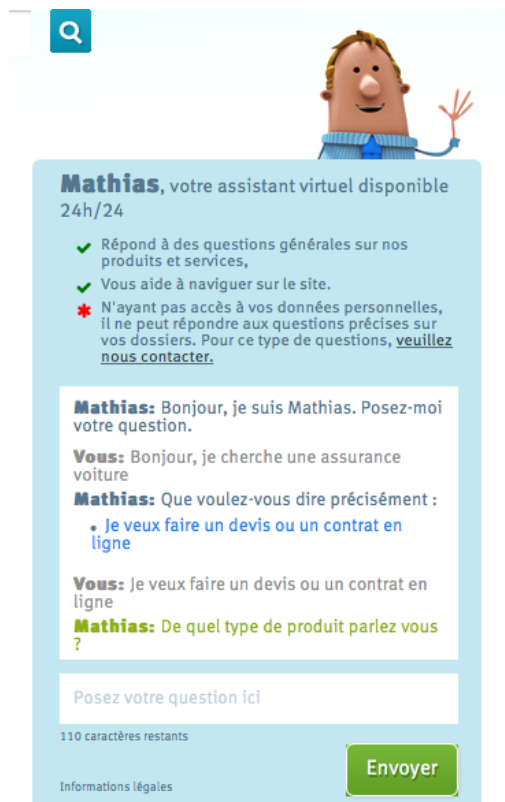 Mathias, votre assistant virtuel disponible
24h/24
Répond à des questions générales sur nos
produits et services,
Vous aide à naviguer sur le site.
N'ayant pas accès à vos données personnelles,
il ne peut répondre aux questions précises sur
vos dossiers. Pour ce type de questions, veuillez
nous contacter.
Mathias: Bonjour, je suis Mathias. Posez-moi
votre question.
Vous: Bonjour, je cherche une assurance
voiture
Mathias: Que voulez-vous dire précisément :
• Je veux faire un devis ou un contrat en
ligne
Vous: Je veux faire un devis ou un contrat en
ligne
Mathias: De quel type de produit parlez vous
?
Posez votre question ici
110 caractères restants
Envoyer
Informations légales